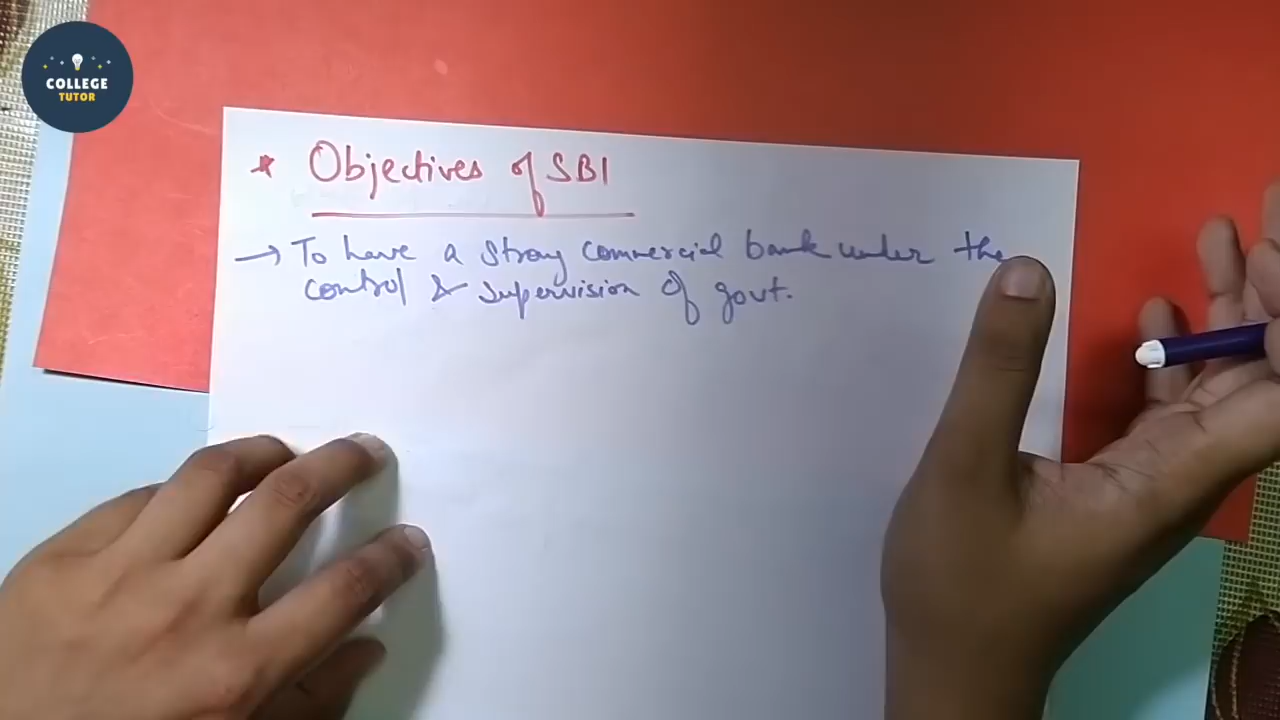 COLLEGE
TUTOR
* Objectives of SBI
→ To have a strong commercial bank under the
control & supervision of govt.